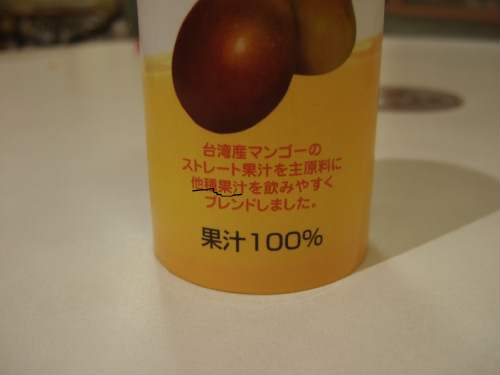 台湾産マンゴーの
ストレート果汁を主原料に
他種果汁を飲みやすく
ブレンドしました。
果汁100%